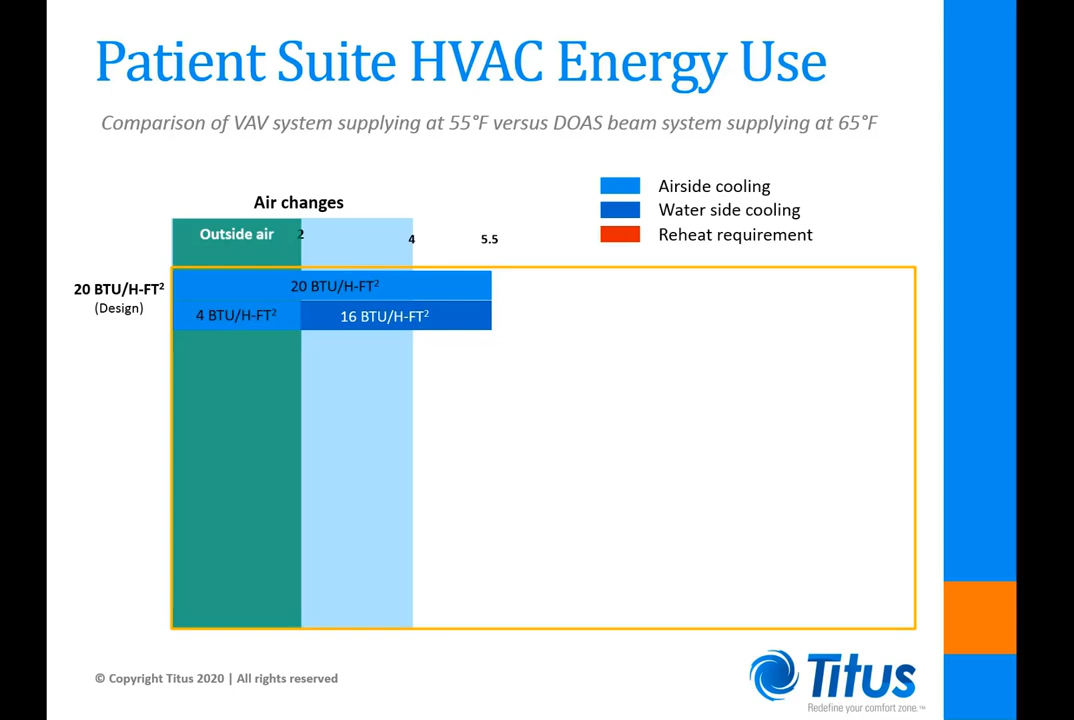 Patient Suite HVAC Energy Use
Comparison of VAV system supplying at 55°F versus DOAS beam system supplying at 65°F
Air changes
Outside air 2 4 5.5
Airside cooling
Water side cooling
Reheat requirement
20 BTU/H-FT²
(Design)
20 BTU/H-FT²
4 BTU/H-FT² 16 BTU/H-FT²
© Copyright Titus 2020 | All rights reserved
Titus
Redefine your comfort zone.™